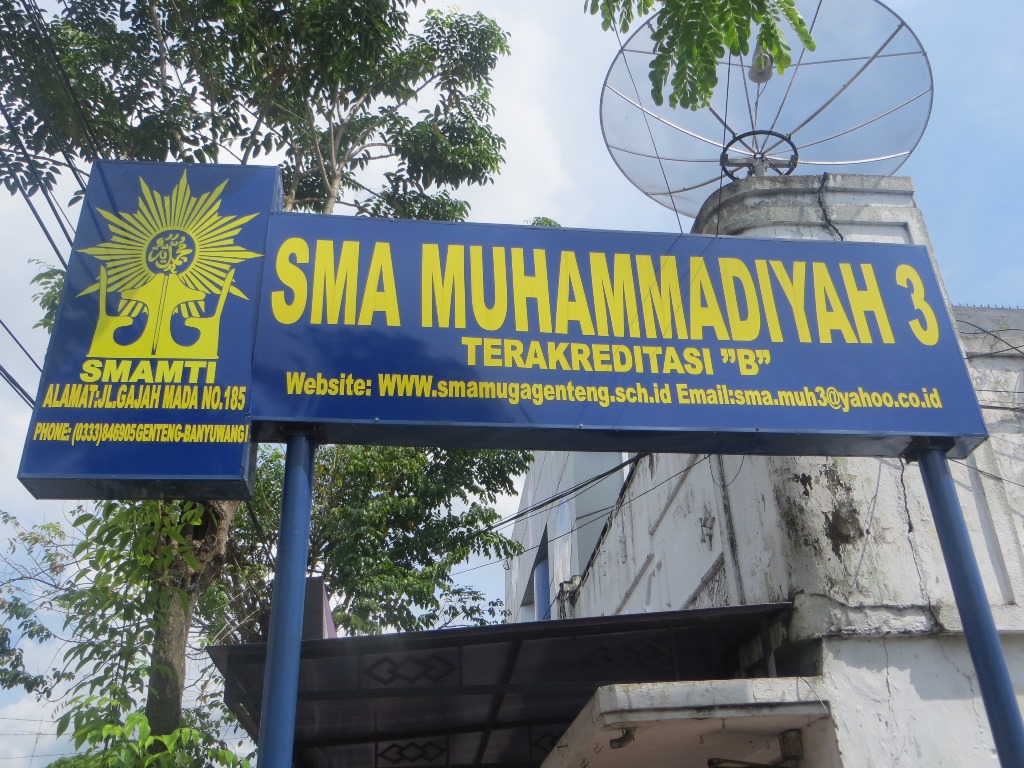 SMAMTI
ALAMAT:JL.GAJAH MADA NO.185
PHONE: (0333)846905 GENTENG-BANYUWANGI
SMA MUHAMMADIYAH 3
TERAKREDITASI "B"
Website: WWW.smamugagenteng.sch.id Email:sma.muh3@yahoo.co.id